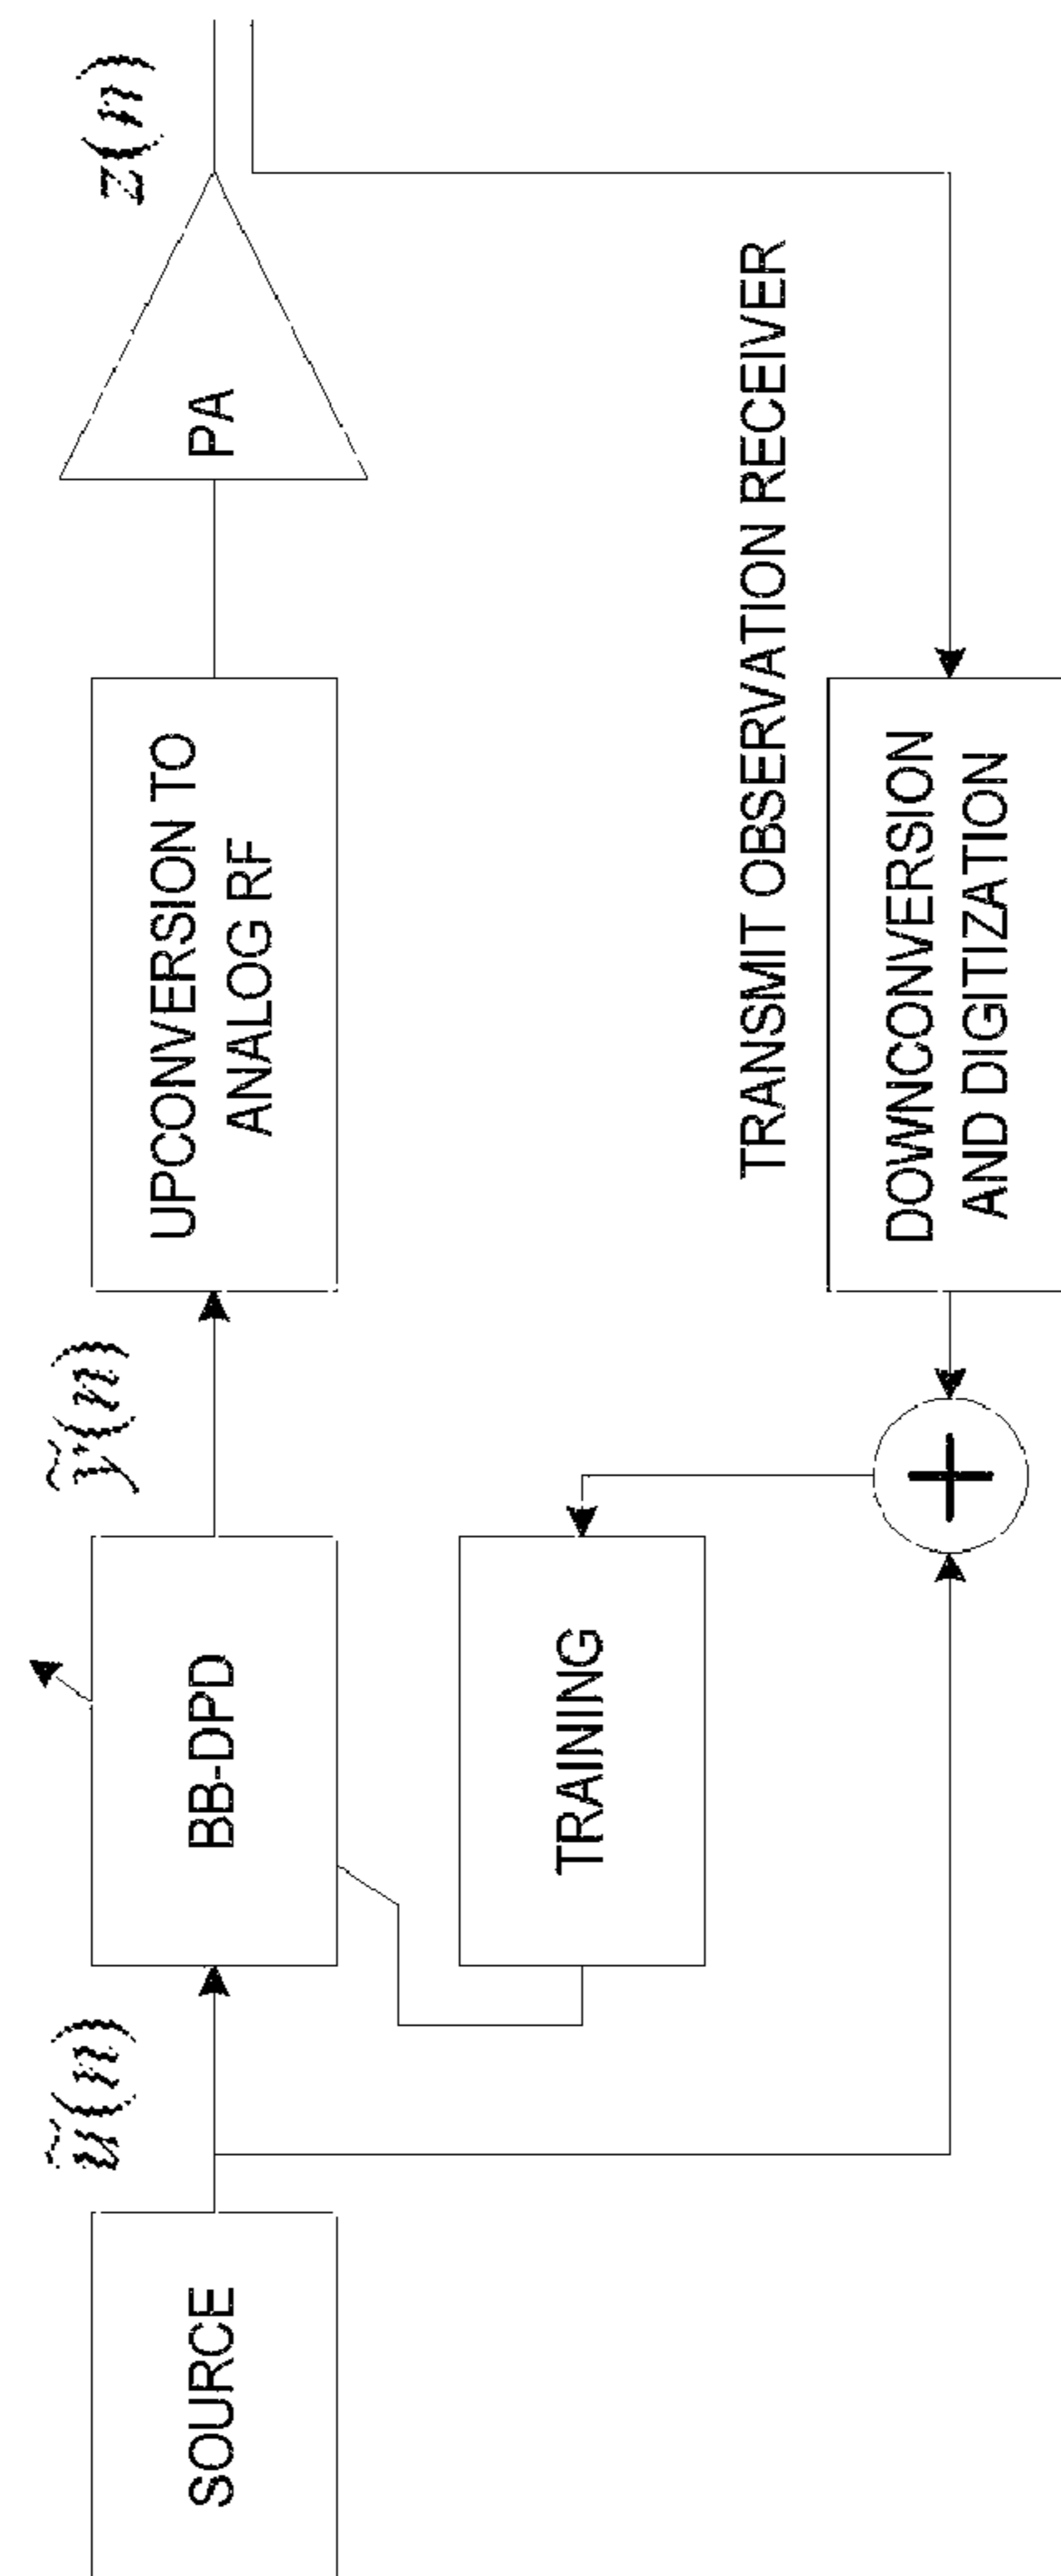 SOURCE
ũ(n)
BB-DPD
ỹ(n)
UPCONVERSION TO
ANALOG RF
PA
z(n)
TRAINING
+
TRANSMIT OBSERVATION RECEIVER
DOWNCONVERSION
AND DIGITIZATION